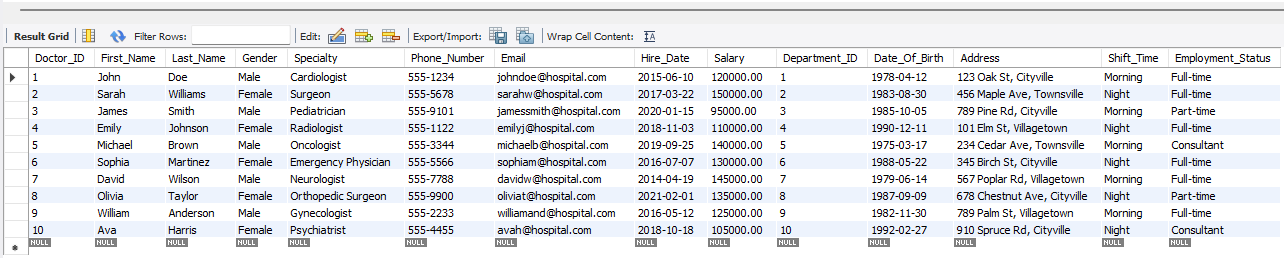 Result Grid Filter Rows: Edit: Export/Import: Wrap Cell Content: IA
Doctor_ID First_Name Last_Name Gender Specialty Phone_Number Email Hire_Date Salary Department_ID Date_Of_Birth Address Shift_Time Employment_Status
1 John Doe Male Cardiologist 555-1234 johndoe@hospital.com 2015-06-10 120000.00 1 1978-04-12 123 Oak St, Cityville Morning Full-time
2 Sarah Williams Female Surgeon 555-5678 sarahw@hospital.com 2017-03-22 150000.00 2 1983-08-30 456 Maple Ave, Townsville Night Full-time
3 James Smith Male Pediatrician 555-9101 jamessmith@hospital.com 2020-01-15 95000.00 3 1985-10-05 789 Pine Rd, Cityville Morning Part-time
4 Emily Johnson Female Radiologist 555-1122 emilyj@hospital.com 2018-11-03 110000.00 4 1990-12-11 101 Elm St, Villagetown Night Full-time
5 Michael Brown Male Oncologist 555-3344 michaelb@hospital.com 2019-09-25 140000.00 5 1975-03-17 234 Cedar Ave, Townsville Morning Consultant
6 Sophia Martinez Female Emergency Physician 555-5566 sophiam@hospital.com 2016-07-07 130000.00 6 1988-05-22 345 Birch St, Cityville Night Full-time
7 David Wilson Male Neurologist 555-7788 davidw@hospital.com 2014-04-19 145000.00 7 1979-06-14 567 Poplar Rd, Villagetown Morning Full-time
8 Olivia Taylor Female Orthopedic Surgeon 555-9900 oliviat@hospital.com 2021-02-01 135000.00 8 1987-09-09 678 Chestnut Ave, Cityville Night Part-time
9 William Anderson Male Gynecologist 555-2233 williamand@hospital.com 2016-05-12 125000.00 9 1982-11-30 789 Palm St, Villagetown Morning Full-time
10 Ava Harris Female Psychiatrist 555-4455 avah@hospital.com 2018-10-18 105000.00 10 1992-02-27 910 Spruce Rd, Cityville Night Consultant
NULL NULL NULL NULL NULL NULL NULL NULL NULL NULL NULL NULL NULL NULL